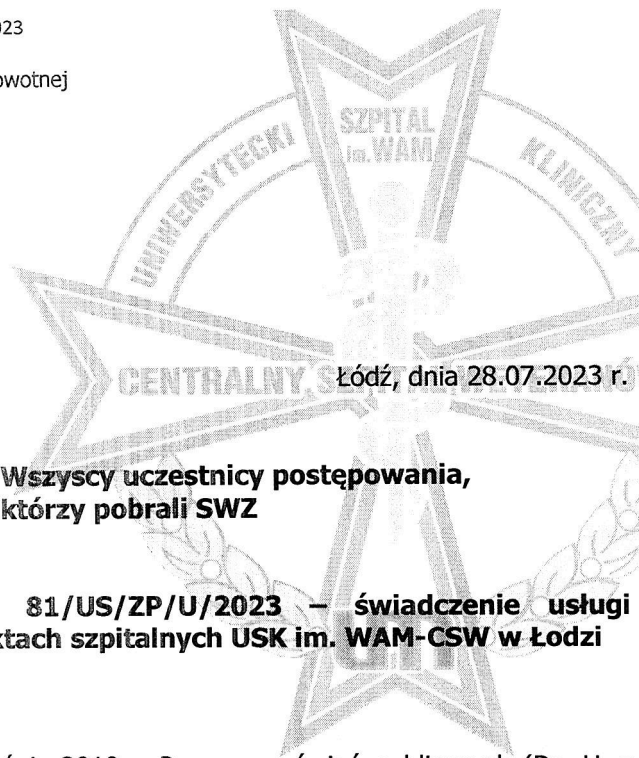 023
owotnej
SZPITAL
im. WAM
UNIWERSYTECKI
KLINICZNY
CENTRALNY
Łódź, dnia 28.07.2023 r.
Wszyscy uczestnicy postępowania,
którzy pobrali SWZ
81/US/ZP/U/2023 – świadczenie usługi
ktach szpitalnych USK im. WAM-CSW w Łodzi